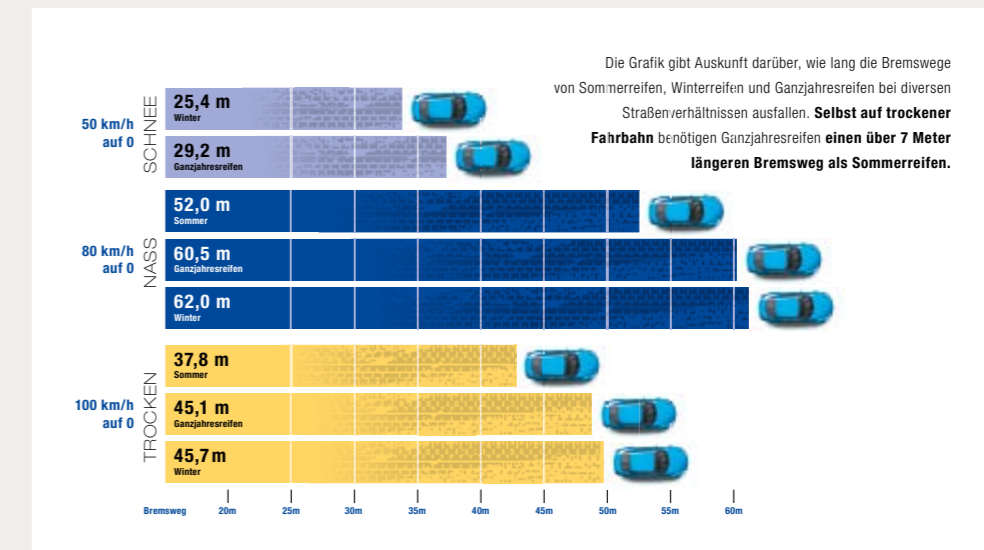 Die Grafik gibt Auskunft darüber, wie lang die Bremswege
von Sommerreifen, Winterreifen und Ganzjahresreifen bei diversen
Straßenverhältnissen ausfallen. Selbst auf trockener
Fahrbahn benötigen Ganzjahresreifen einen über 7 Meter
längeren Bremsweg als Sommerreifen.
50 km/h
auf 0
SCHNEE
25,4 m
Winter
29,2 m
Ganzjahresreifen
80 km/h
auf 0
NASS
52,0 m
Sommer
60,5 m
Ganzjahresreifen
62,0 m
Winter
100 km/h
auf 0
TROCKEN
37,8 m
Sommer
45,1 m
Ganzjahresreifen
45,7 m
Winter
Bremsweg 20m 25m 30m 35m 40m 45m 50m 55m 60m